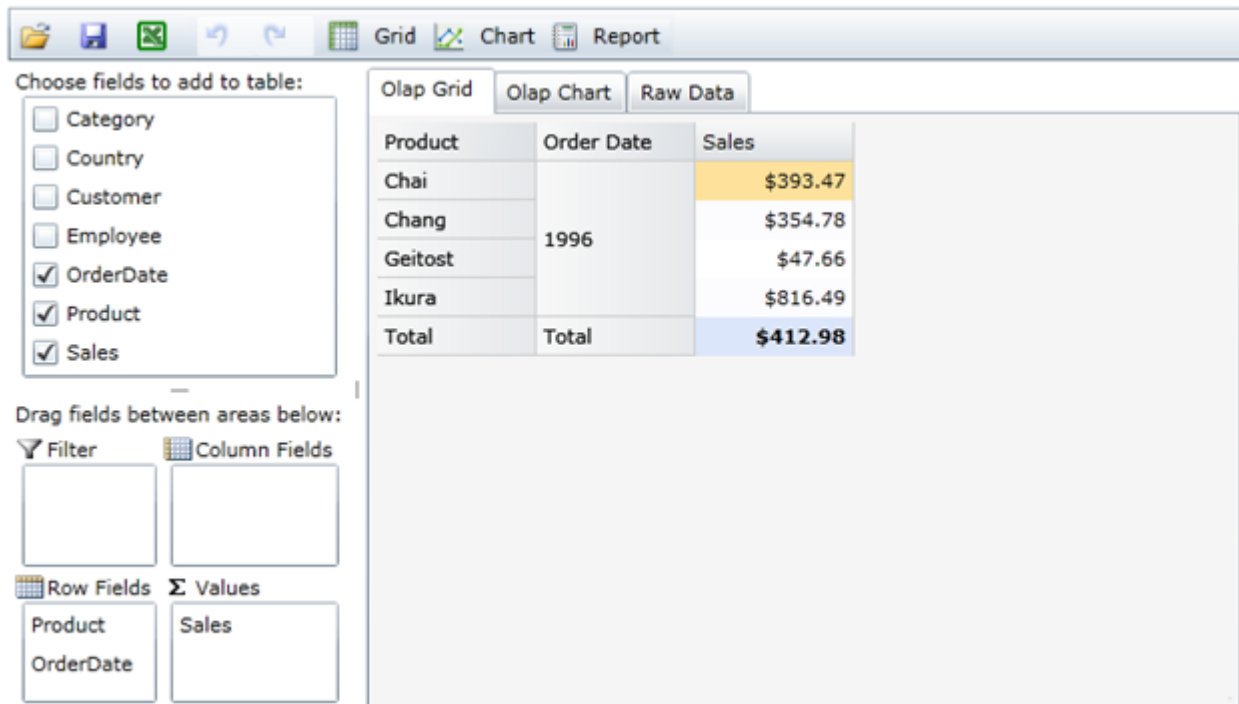 Grid Chart Report
Choose fields to add to table:
Category
Country
Customer
Employee
OrderDate
Product
Sales
Drag fields between areas below:
Filter Column Fields
Row Fields Σ Values
Product Sales
OrderDate
Olap Grid Olap Chart Raw Data
Product Order Date Sales
Chai $393.47
Chang $354.78
1996
Geitost $47.66
Ikura $816.49
Total Total $412.98